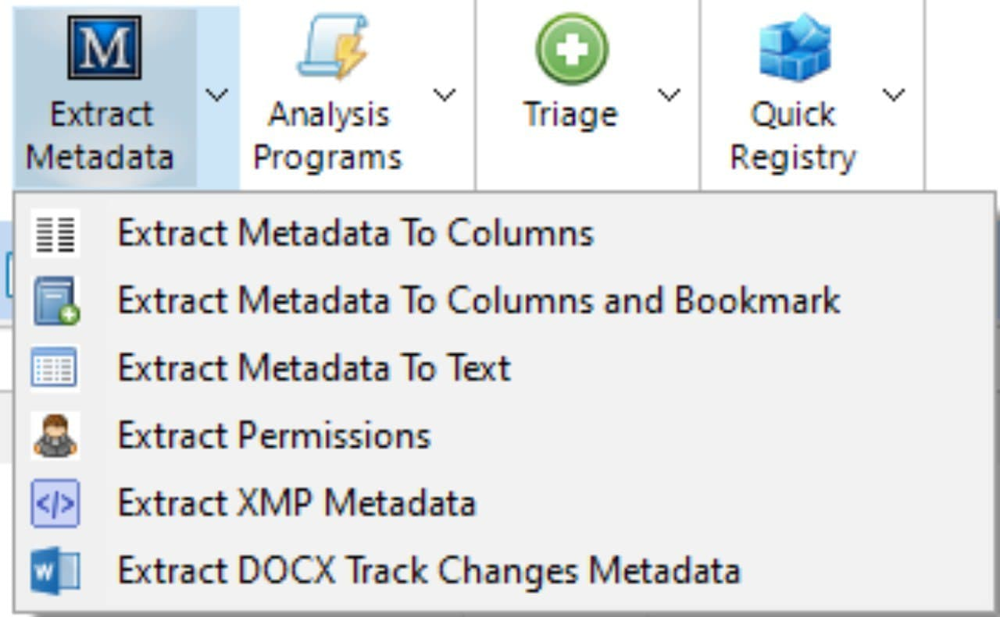 M
Extract
Metadata
Analysis
Programs
Triage
Quick
Registry
Extract Metadata To Columns
Extract Metadata To Columns and Bookmark
Extract Metadata To Text
Extract Permissions
</> Extract XMP Metadata
W Extract DOCX Track Changes Metadata